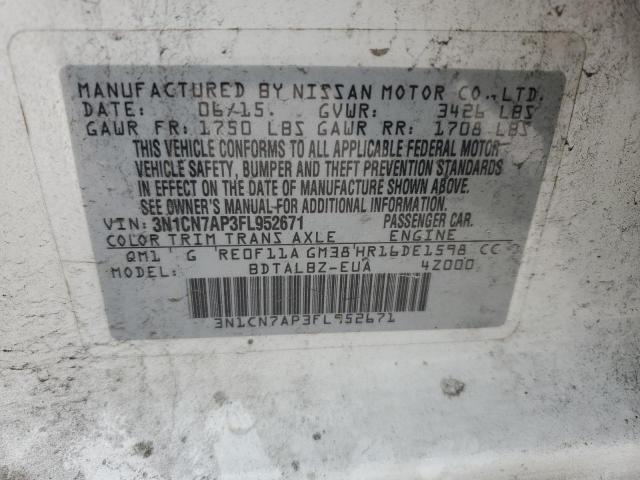 MANUFACTURED BY NISSAN MOTOR CO.,LTD.
DATE: 06/15. GVWR: 3426 LBS
GAWR FR: 1750 LBS GAWR RR: 1708 LBS
THIS VEHICLE CONFORMS TO ALL APPLICABLE FEDERAL MOTOR
VEHICLE SAFETY, BUMPER AND THEFT PREVENTION STANDARDS
IN EFFECT ON THE DATE OF MANUFACTURE SHOWN ABOVE.
SEE OWNER'S MANUAL FOR ADDITIONAL INFORMATION.
VIN: 3N1CN7AP3FL952671 PASSENGER CAR.
COLOR TRIM TRANS AXLE ENGINE
QM1 G RE0F11A GM38 HR16DE1598 CC
MODEL: BDTALBZ-EUA 4Z000
3N1CN7AP3FL952671